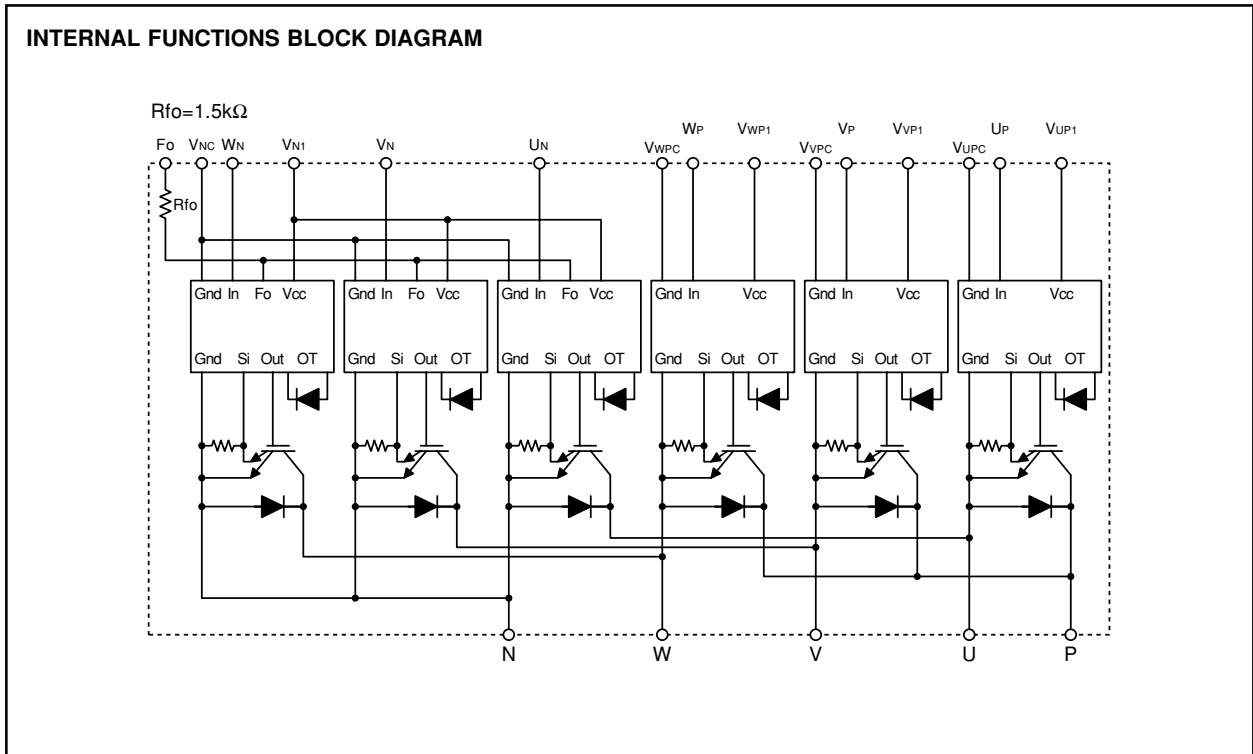 INTERNAL FUNCTIONS BLOCK DIAGRAM
Rfo=1.5kΩ
WP VWP1 VP VVP1 UP VUP1
Fo VNC WN VN1 VN UN VWPC VVPC VUPC
Rfo
Gnd In Fo Vcc Gnd In Fo Vcc Gnd In Fo Vcc Gnd In Vcc Gnd In Vcc Gnd In Vcc
Gnd Si Out OT Gnd Si Out OT Gnd Si Out OT Gnd Si Out OT Gnd Si Out OT Gnd Si Out OT
N W V U P